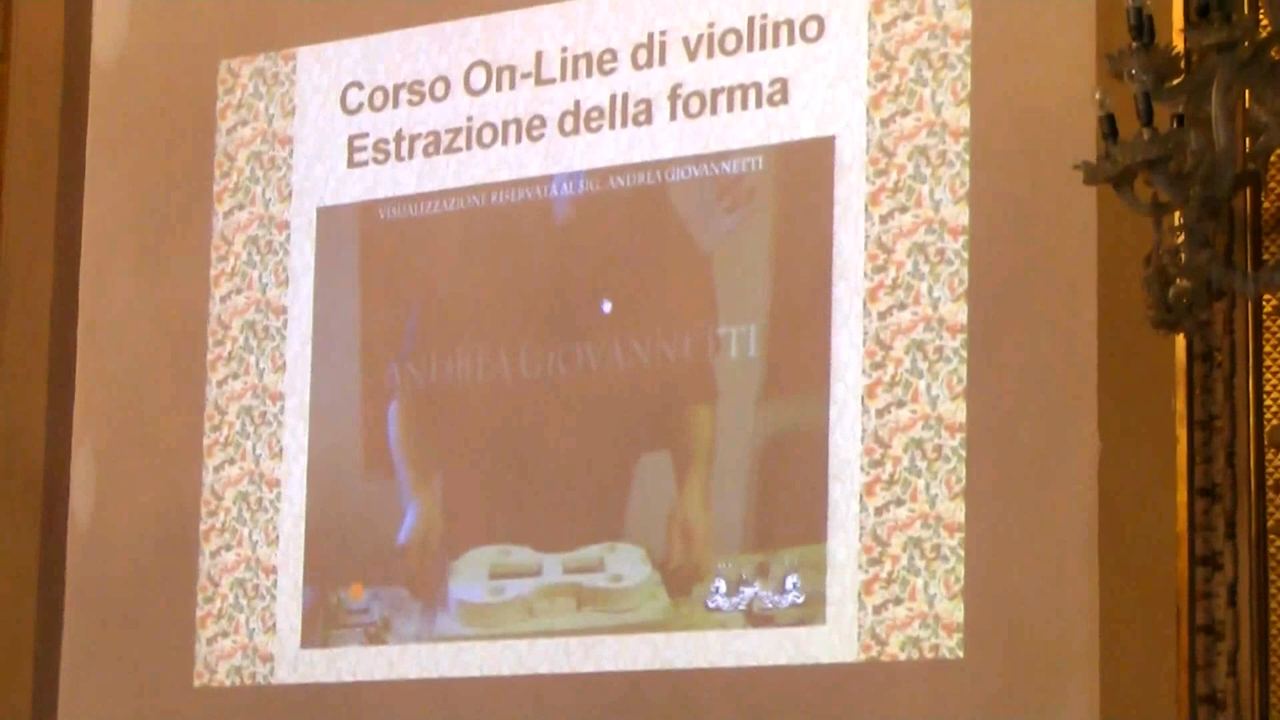 Corso On-Line di violino
Estrazione della forma
VISUALIZZAZIONE RISERVATA AL SIG. ANDREA GIOVANNETTI
ANDREA GIOVANNETTI